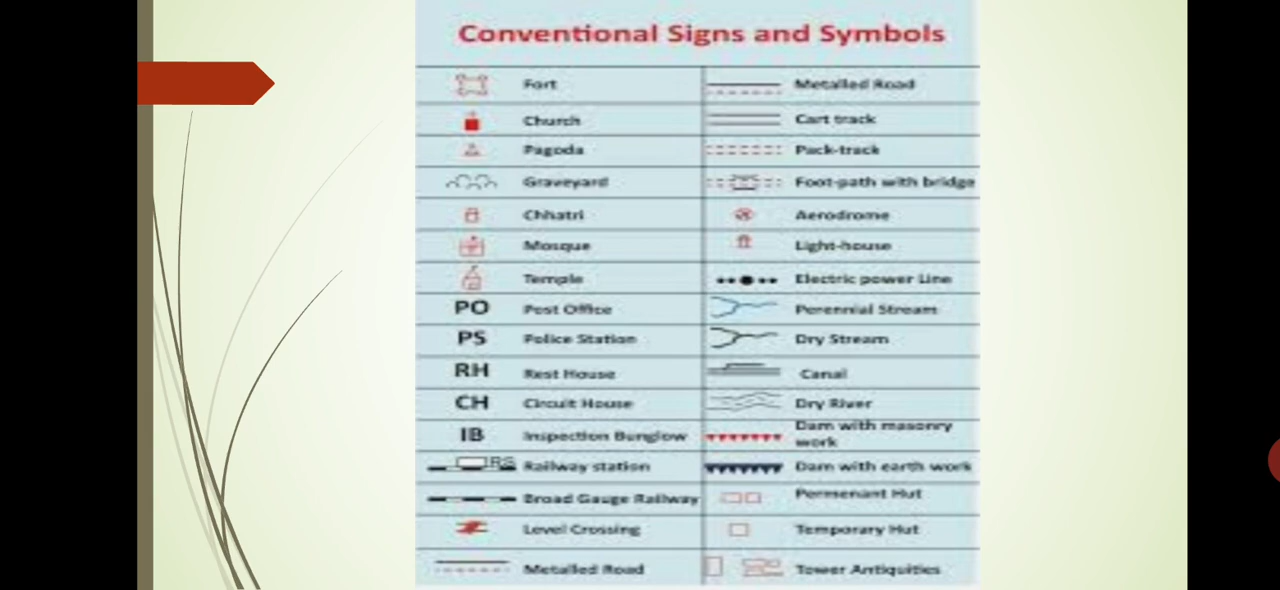 Conventional Signs and Symbols
Fort
Metalled Road
Church
Cart track
Pagoda
Pack-track
Graveyard
Foot-path with bridge
Chhatri
Aerodrome
Mosque
Light-house
Temple
Electric power Line
PO Post Office
Perennial Stream
PS Police Station
Dry Stream
RH Rest House
Canal
CH Circuit House
Dry River
IB Inspection Bunglow
Dam with masonry
work
RS Railway station
Dam with earth work
Broad Gauge Railway
Permenant Hut
Level Crossing
Temporary Hut
Metalled Road
Tower Antiquities